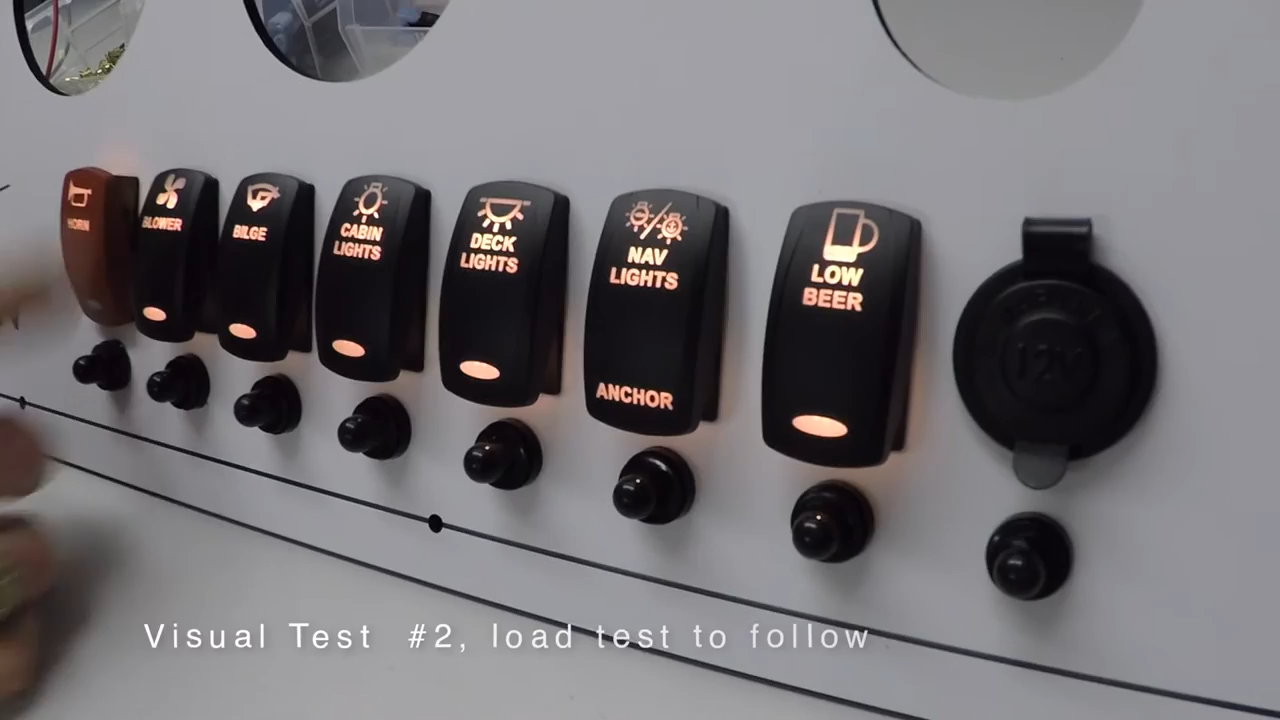 HORN
BLOWER
BILGE
CABIN
LIGHTS
DECK
LIGHTS
NAV
LIGHTS
ANCHOR
LOW
BEER
12V
Visual Test #2, load test to follow